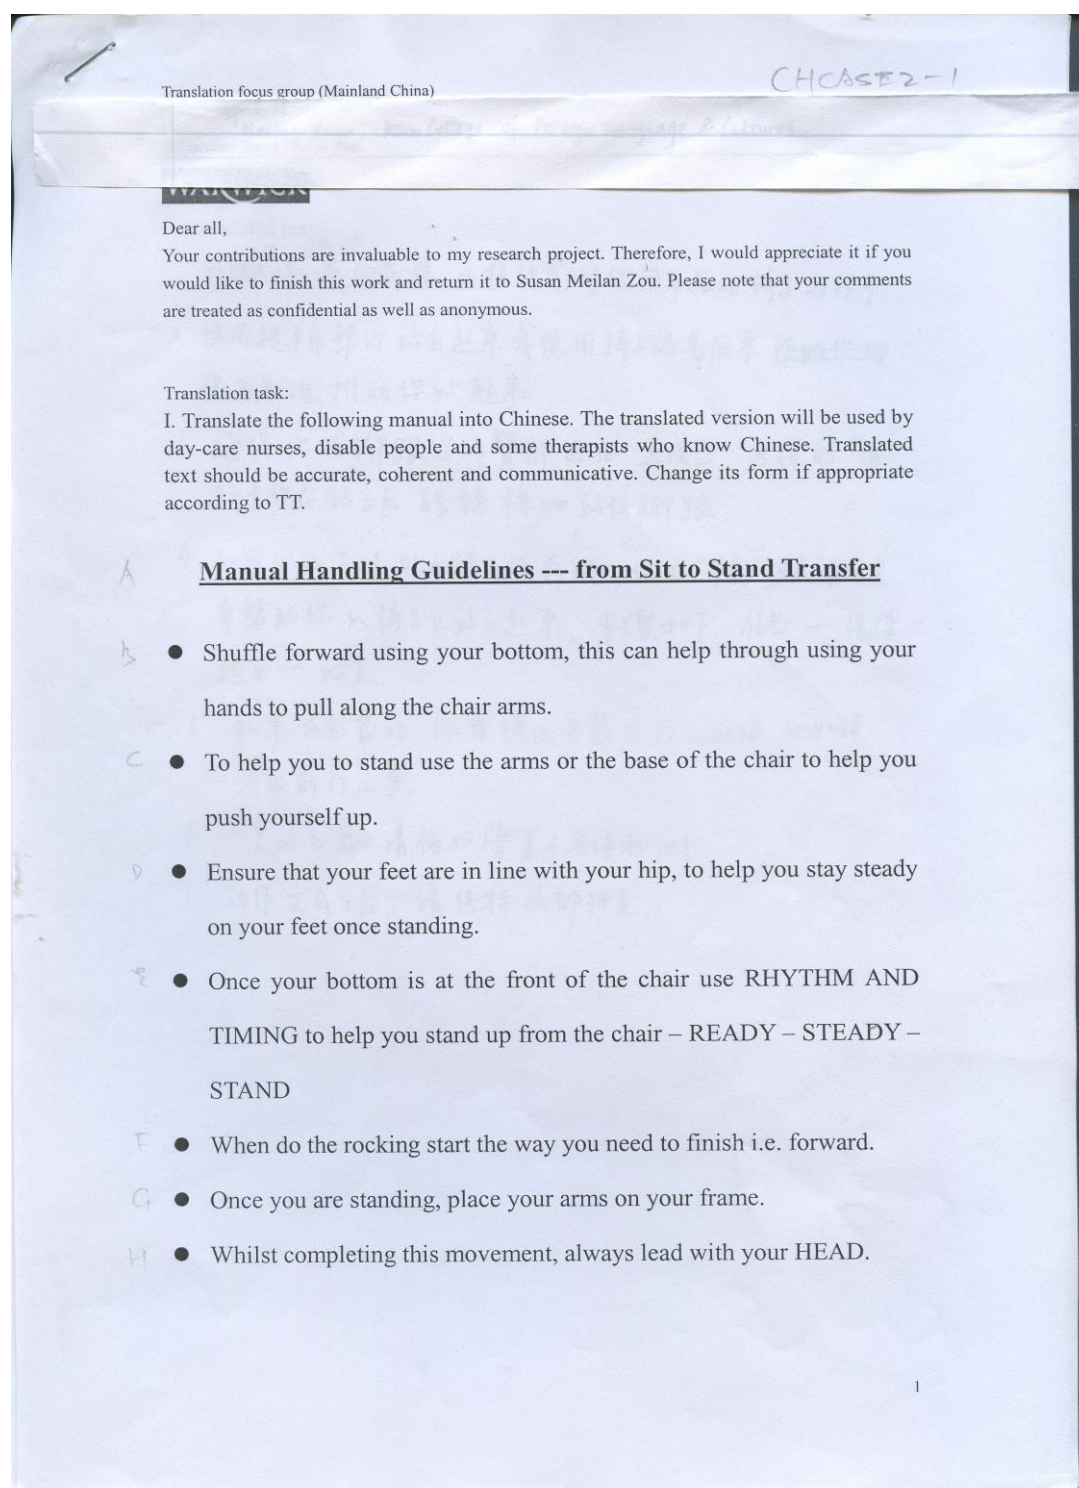 CHCASE2-1
Translation focus group (Mainland China)
WARWICK
Dear all,
Your contributions are invaluable to my research project. Therefore, I would appreciate it if you
would like to finish this work and return it to Susan Meilan Zou. Please note that your comments
are treated as confidential as well as anonymous.
Translation task:
I. Translate the following manual into Chinese. The translated version will be used by
day-care nurses, disable people and some therapists who know Chinese. Translated
text should be accurate, coherent and communicative. Change its form if appropriate
according to TT.
A Manual Handling Guidelines --- from Sit to Stand Transfer
B ● Shuffle forward using your bottom, this can help through using your
hands to pull along the chair arms.
C ● To help you to stand use the arms or the base of the chair to help you
push yourself up.
D ● Ensure that your feet are in line with your hip, to help you stay steady
on your feet once standing.
E ● Once your bottom is at the front of the chair use RHYTHM AND
TIMING to help you stand up from the chair – READY – STEADY –
STAND
F ● When do the rocking start the way you need to finish i.e. forward.
G ● Once you are standing, place your arms on your frame.
H ● Whilst completing this movement, always lead with your HEAD.
1